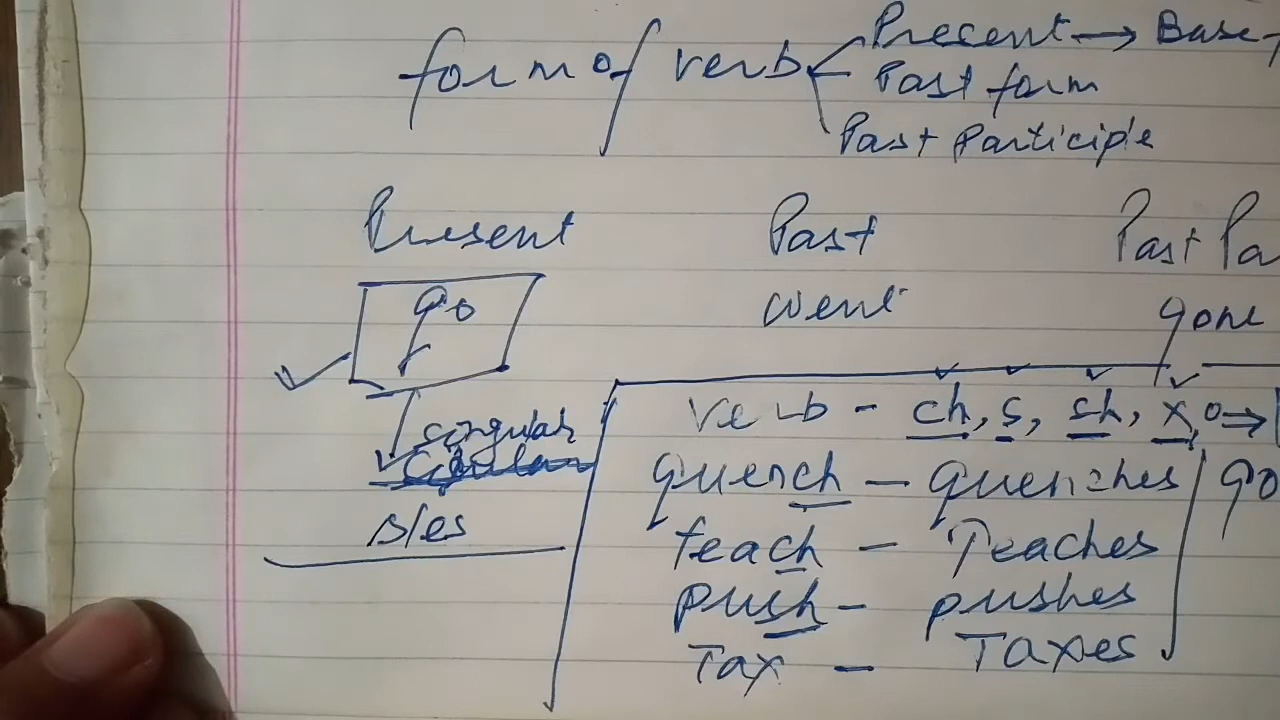 form of verb Present → Base
Past form
Past Participle
Present Past Past Pa
go went gone
verb - ch, s, sh, x, o →
singular
quench - quenches go
teach - Teaches
s/es
push - pushes
Tax - Taxes